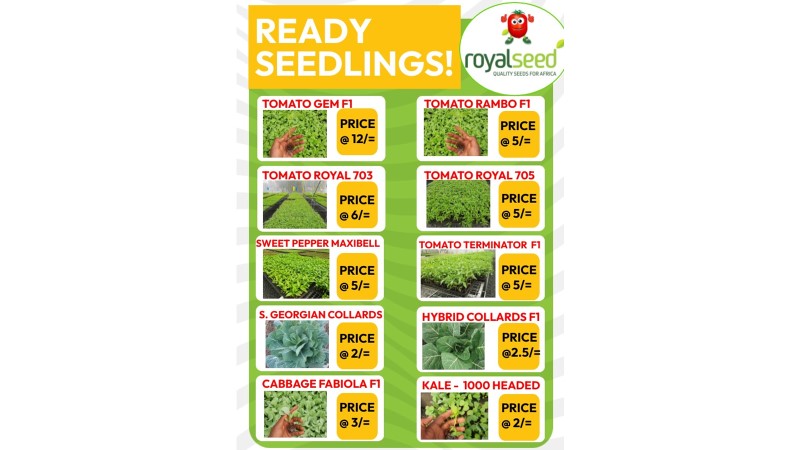 READY
SEEDLINGS!
royalseed
QUALITY SEEDS FOR AFRICA
TOMATO GEM F1
PRICE
@ 12/=
TOMATO RAMBO F1
PRICE
@ 5/=
TOMATO ROYAL 703
PRICE
@ 6/=
TOMATO ROYAL 705
PRICE
@ 5/=
SWEET PEPPER MAXIBELL
PRICE
@ 5/=
TOMATO TERMINATOR F1
PRICE
@ 5/=
S. GEORGIAN COLLARDS
PRICE
@ 2/=
HYBRID COLLARDS F1
PRICE
@2.5/=
CABBAGE FABIOLA F1
PRICE
@ 3/=
KALE - 1000 HEADED
PRICE
@ 2/=